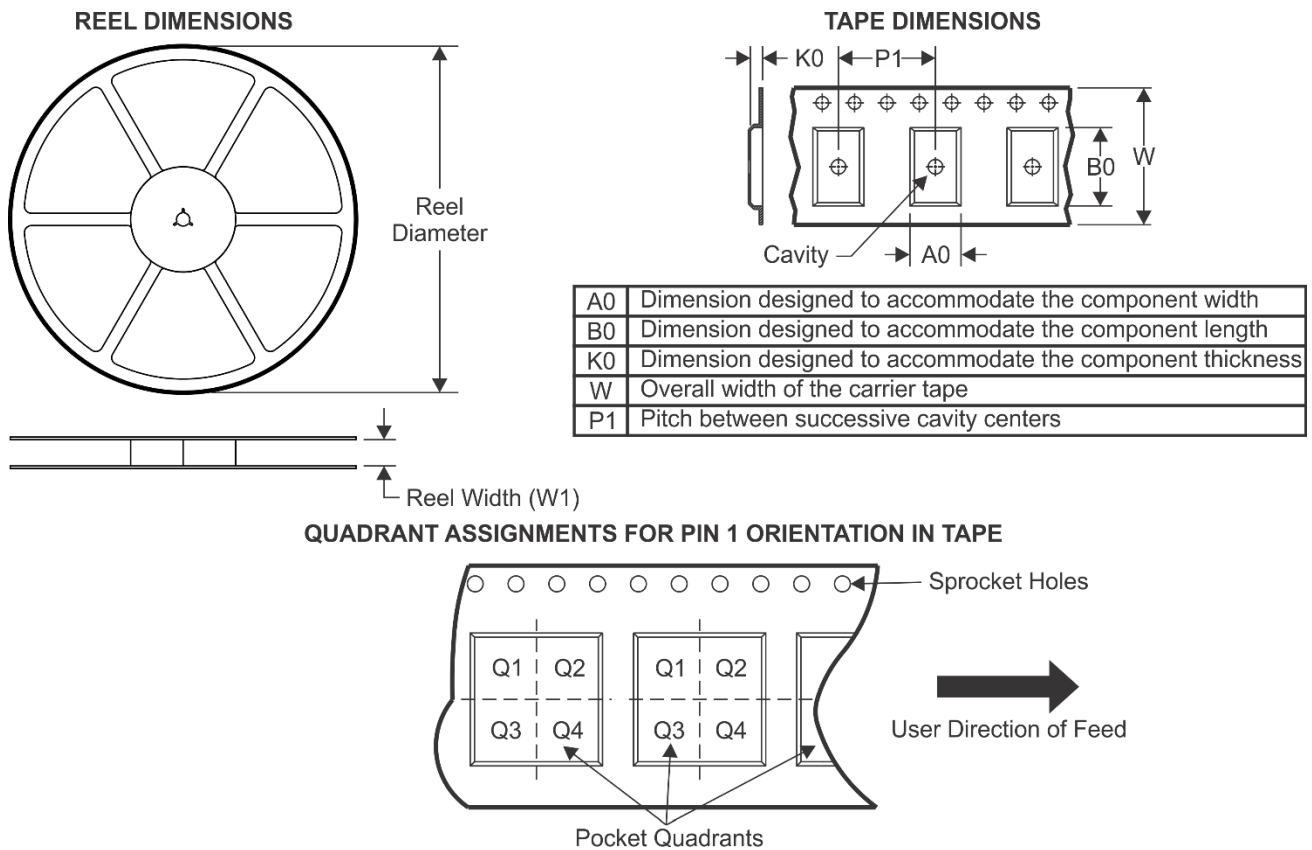 REEL DIMENSIONS
Reel
Diameter
Reel Width (W1)
TAPE DIMENSIONS
K0
P1
B0
W
Cavity
A0
A0 Dimension designed to accommodate the component width
B0 Dimension designed to accommodate the component length
K0 Dimension designed to accommodate the component thickness
W Overall width of the carrier tape
P1 Pitch between successive cavity centers
QUADRANT ASSIGNMENTS FOR PIN 1 ORIENTATION IN TAPE
Sprocket Holes
Q1 Q2 Q1 Q2
Q3 Q4 Q3 Q4
User Direction of Feed
Pocket Quadrants